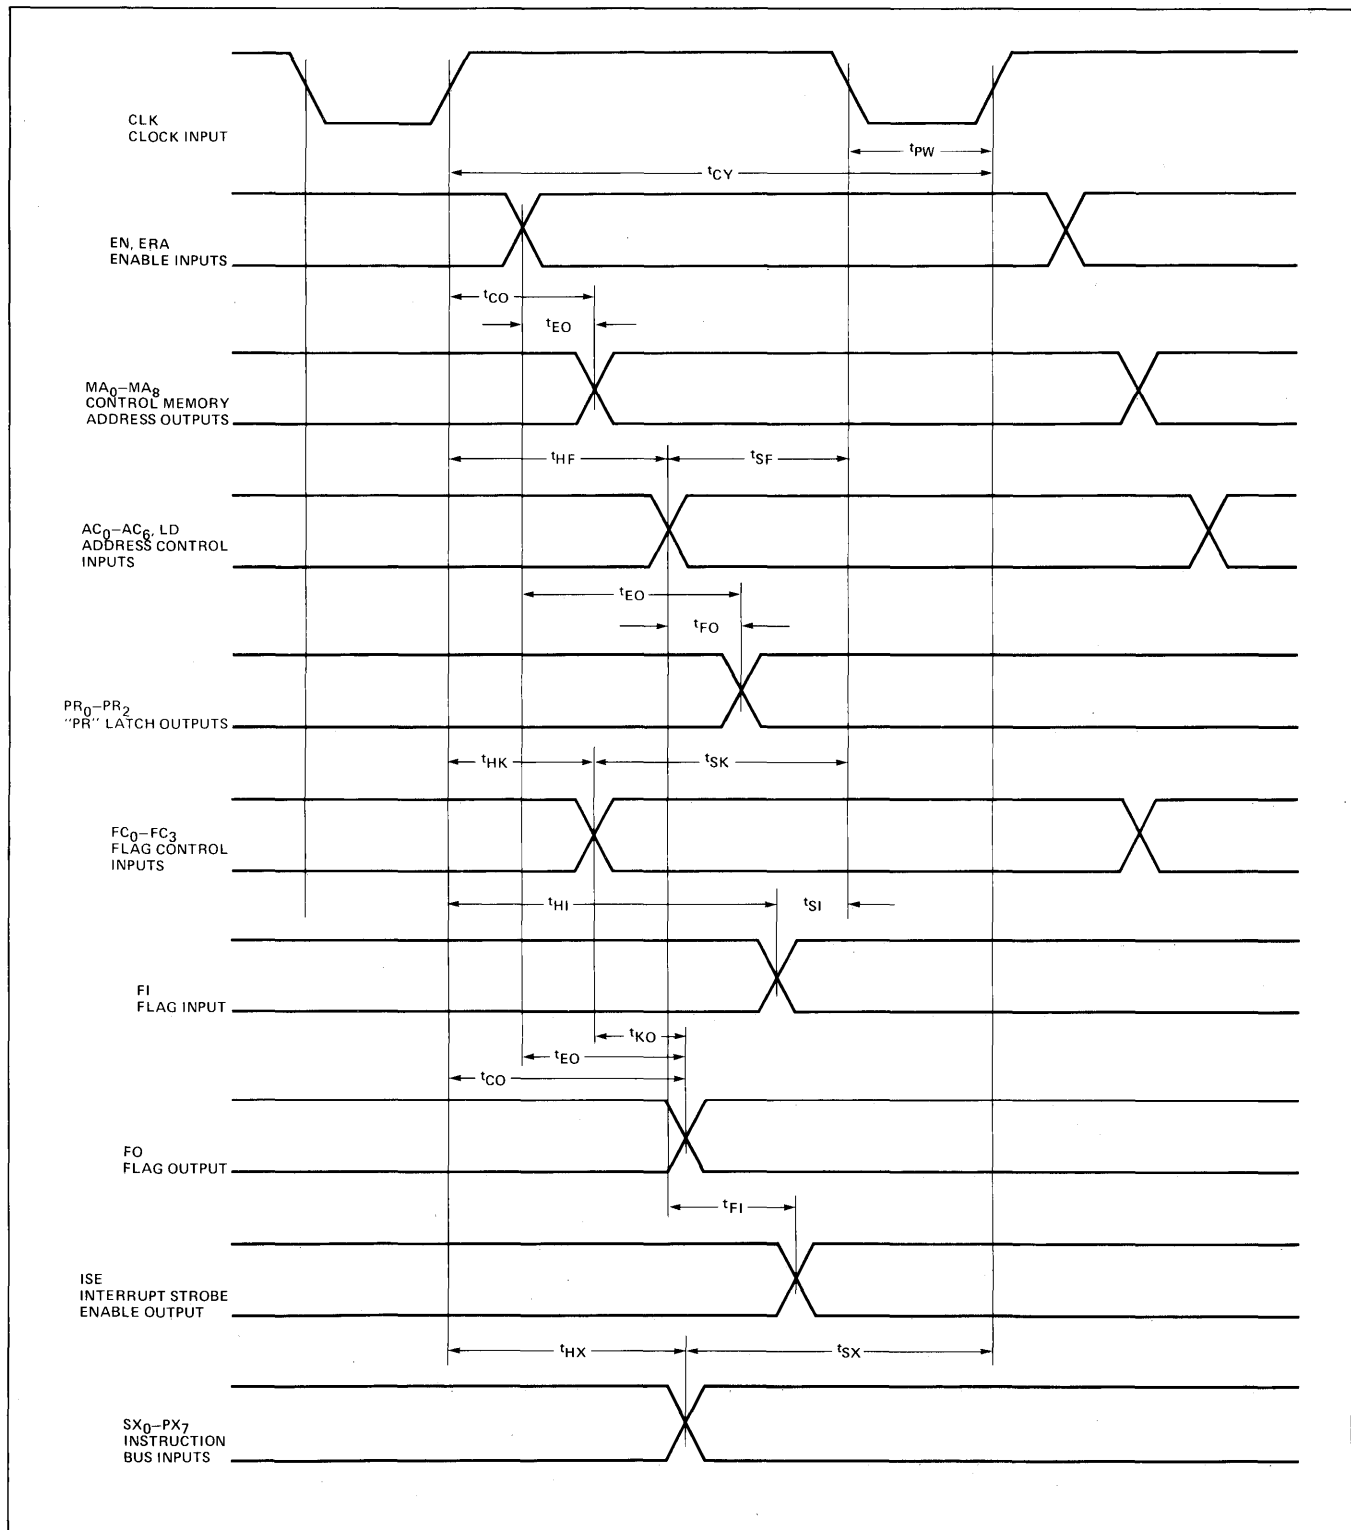 CLK
CLOCK INPUT
tPW
tCY
EN, ERA
ENABLE INPUTS
tCO
tEO
MA0–MA8
CONTROL MEMORY
ADDRESS OUTPUTS
tHF
tSF
AC0–AC6, LD
ADDRESS CONTROL
INPUTS
tEO
tFO
PR0–PR2
"PR" LATCH OUTPUTS
tHK
tSK
FC0–FC3
FLAG CONTROL
INPUTS
tHI
tSI
FI
FLAG INPUT
tKO
tEO
tCO
FO
FLAG OUTPUT
tFI
ISE
INTERRUPT STROBE
ENABLE OUTPUT
tHX
tSX
SX0–PX7
INSTRUCTION
BUS INPUTS